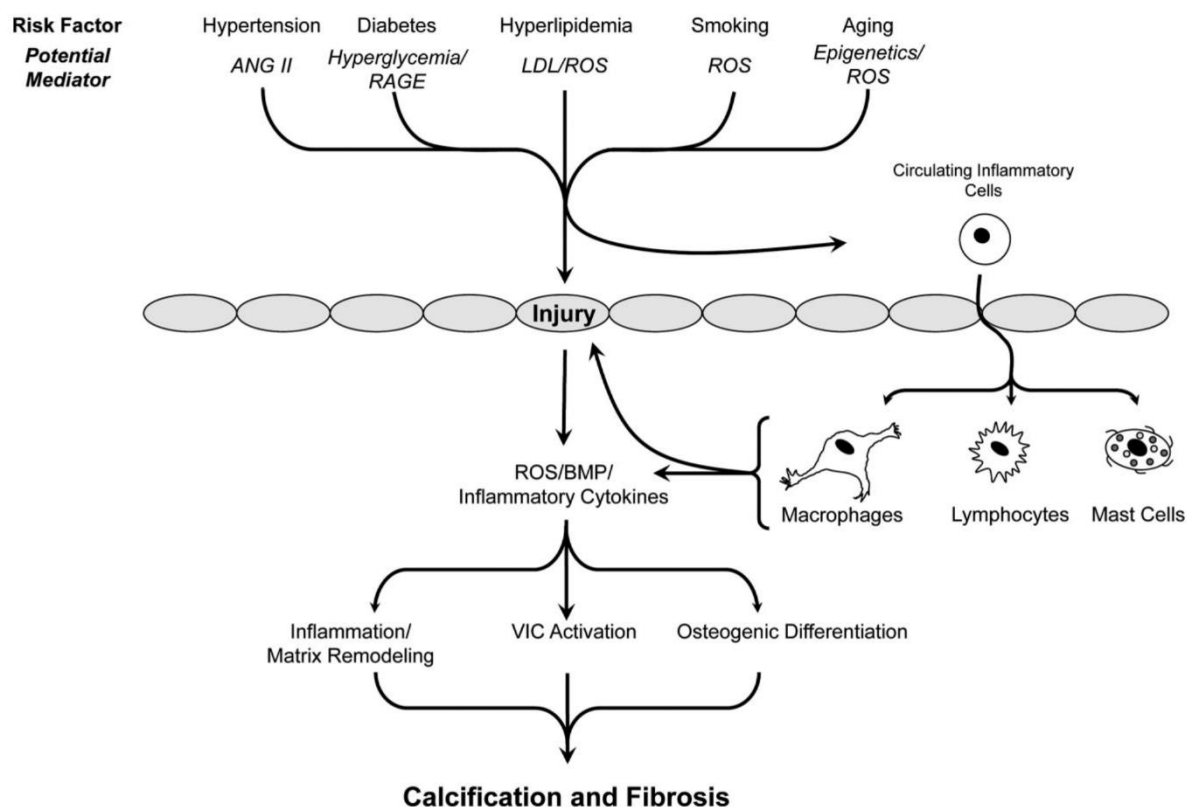 Risk Factor
Hypertension
Diabetes
Hyperlipidemia
Smoking
Aging
Potential
Mediator
ANG II
Hyperglycemia/
RAGE
LDL/ROS
ROS
Epigenetics/
ROS
Circulating Inflammatory
Cells
Injury
ROS/BMP/
Inflammatory Cytokines
Macrophages
Lymphocytes
Mast Cells
Inflammation/
Matrix Remodeling
VIC Activation
Osteogenic Differentiation
Calcification and Fibrosis